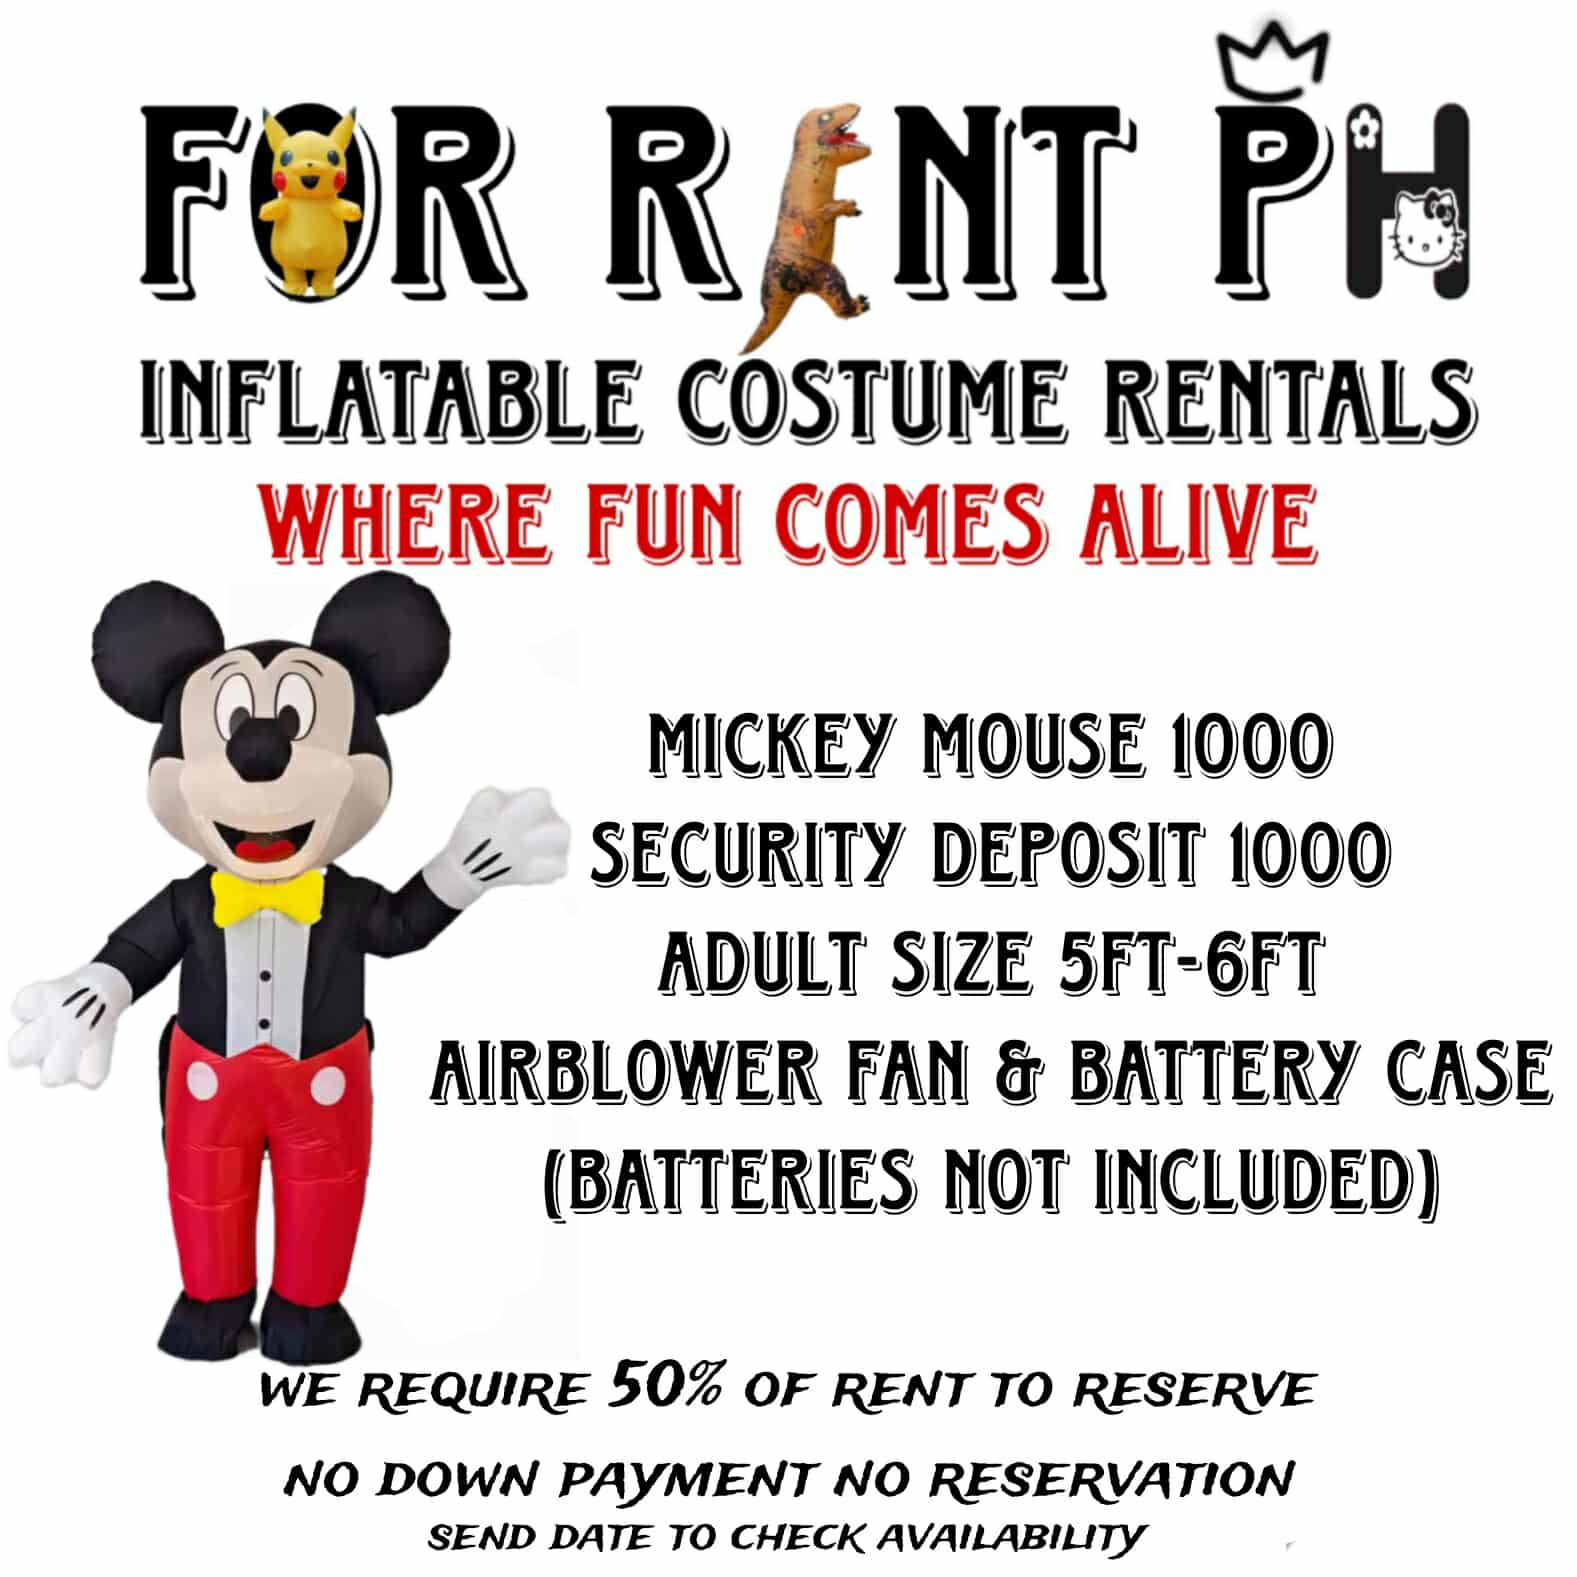 FOR RENT PH
INFLATABLE COSTUME RENTALS
WHERE FUN COMES ALIVE
MICKEY MOUSE 1000
SECURITY DEPOSIT 1000
ADULT SIZE 5FT-6FT
AIRBLOWER FAN & BATTERY CASE
(BATTERIES NOT INCLUDED)
WE REQUIRE 50% OF RENT TO RESERVE
NO DOWN PAYMENT NO RESERVATION
SEND DATE TO CHECK AVAILABILITY